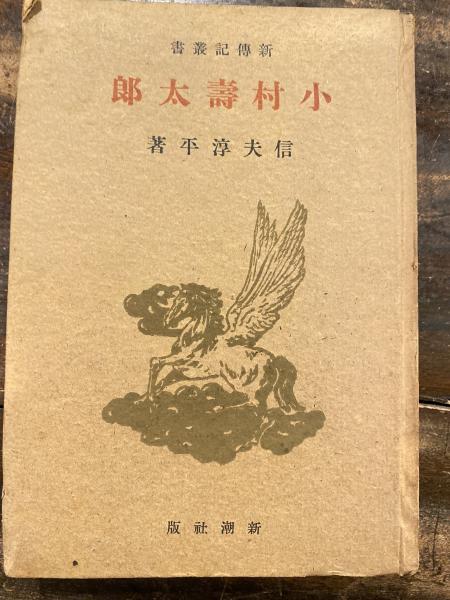 新傳記叢書
小村壽太郎
信夫淳平著
新潮社版